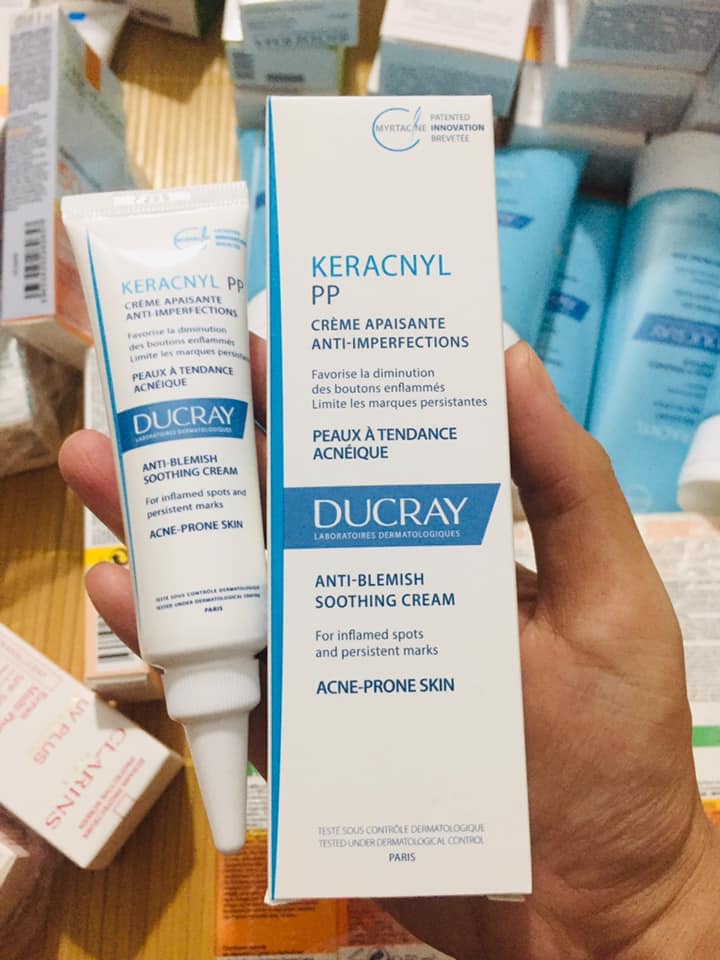 KERACNYL PP
CRÈME APAISANTE
ANTI-IMPERFECTIONS
Favorise la diminution
des boutons enflammés
Limite les marques
PEAUX À TENDANCE
ACNÉIQUE
DUCRAY
LABORATOIRES DERMATOLOGIQUES
ANTI-BLEMISH
SOOTHING CREAM
For inflamed spots and
persistent marks
ACNE-PRONE SKIN
TESTÉ SOUS CONTRÔLE
TESTED UNDER DERMATOLOGICAL
PARIS
MYRTACINE
PATENTED
INNOVATION
BREVETÉE
KERACNYL
PP
CRÈME APAISANTE
ANTI-IMPERFECTIONS
Favorise la diminution
des boutons enflammés
Limite les marques persistantes
PEAUX À TENDANCE
ACNÉIQUE
DUCRAY
LABORATOIRES DERMATOLOGIQUES
ANTI-BLEMISH
SOOTHING CREAM
For inflamed spots
and persistent marks
ACNE-PRONE SKIN
TESTÉ SOUS CONTRÔLE DERMATOLOGIQUE
TESTED UNDER DERMATOLOGICAL CONTROL
PARIS
UV PLUS
CLARINS